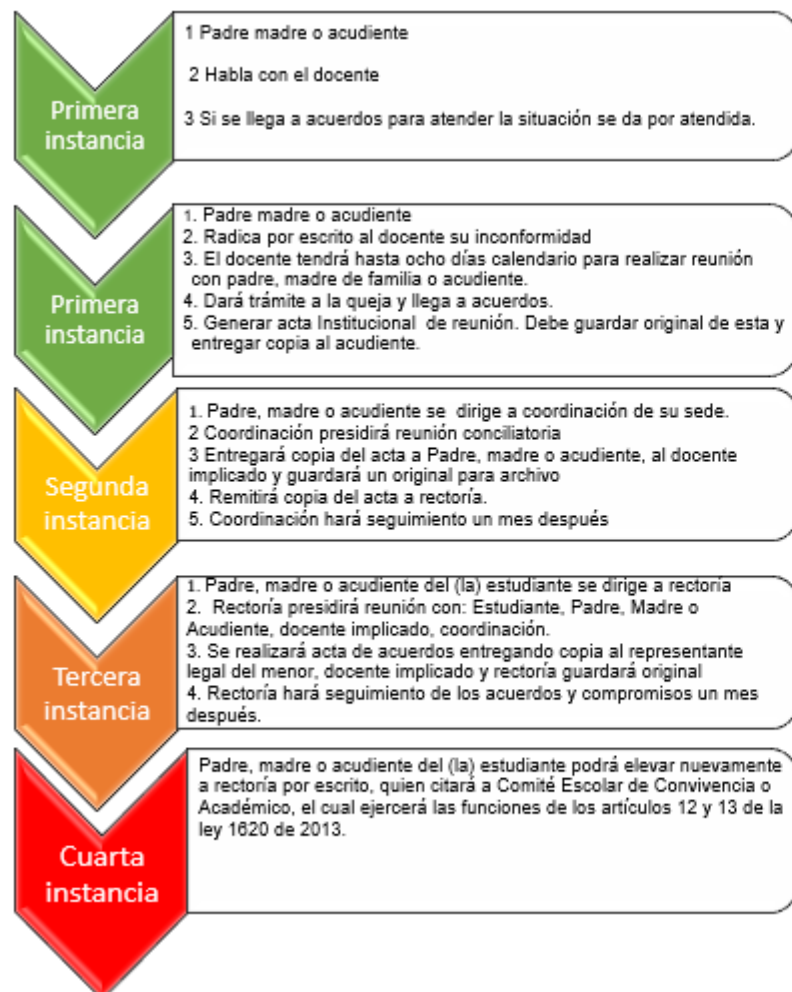 Primera
instancia
1 Padre madre o acudiente
2 Habla con el docente
3 Si se llega a acuerdos para atender la situación se da por atendida.
Primera
instancia
1. Padre madre o acudiente
2. Radica por escrito al docente su inconformidad
3. El docente tendrá hasta ocho días calendario para realizar reunión
con padre, madre de familia o acudiente.
4. Dará trámite a la queja y llega a acuerdos.
5. Generar acta Institucional de reunión. Debe guardar original de esta y
entregar copia al acudiente.
Segunda
instancia
1. Padre, madre o acudiente se dirige a coordinación de su sede.
2 Coordinación presidirá reunión conciliatoria
3 Entregará copia del acta a Padre, madre o acudiente, al docente
implicado y guardará un original para archivo
4. Remitirá copia del acta a rectoría.
5. Coordinación hará seguimiento un mes después
Tercera
instancia
1. Padre, madre o acudiente del (la) estudiante se dirige a rectoría
2. Rectoría presidirá reunión con: Estudiante, Padre, Madre o
Acudiente, docente implicado, coordinación.
3. Se realizará acta de acuerdos entregando copia al representante
legal del menor, docente implicado y rectoría guardará original
4. Rectoría hará seguimiento de los acuerdos y compromisos un mes
después.
Cuarta
instancia
Padre, madre o acudiente del (la) estudiante podrá elevar nuevamente
a rectoría por escrito, quien citará a Comité Escolar de Convivencia o
Académico, el cual ejercerá las funciones de los artículos 12 y 13 de la
ley 1620 de 2013.